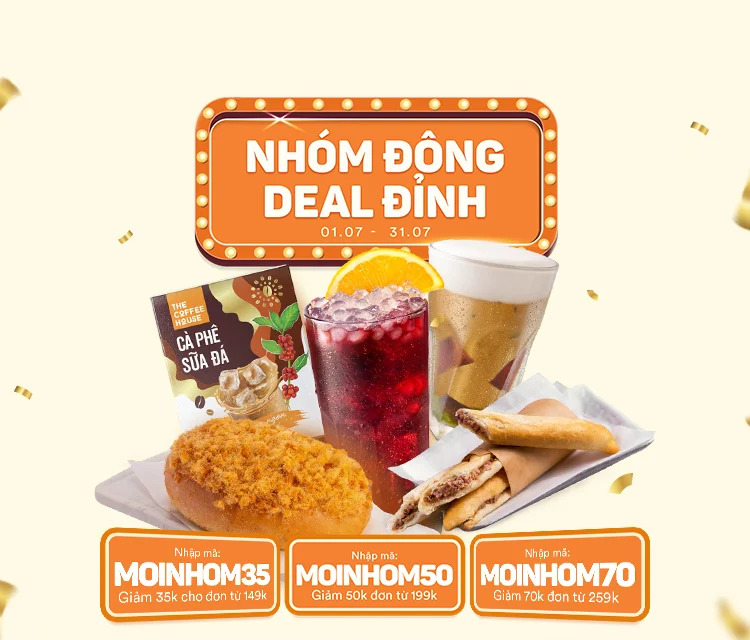 NHÓM ĐÔNG
DEAL ĐỈNH
01.07 - 31.07
THE
COFFEE
HOUSE
CÀ PHÊ
SỮA ĐÁ
Nhập mã:
MOINHOM35
Giảm 35k cho đơn từ 149k
Nhập mã:
MOINHOM50
Giảm 50k đơn từ 199k
Nhập mã:
MOINHOM70
Giảm 70k đơn từ 259k